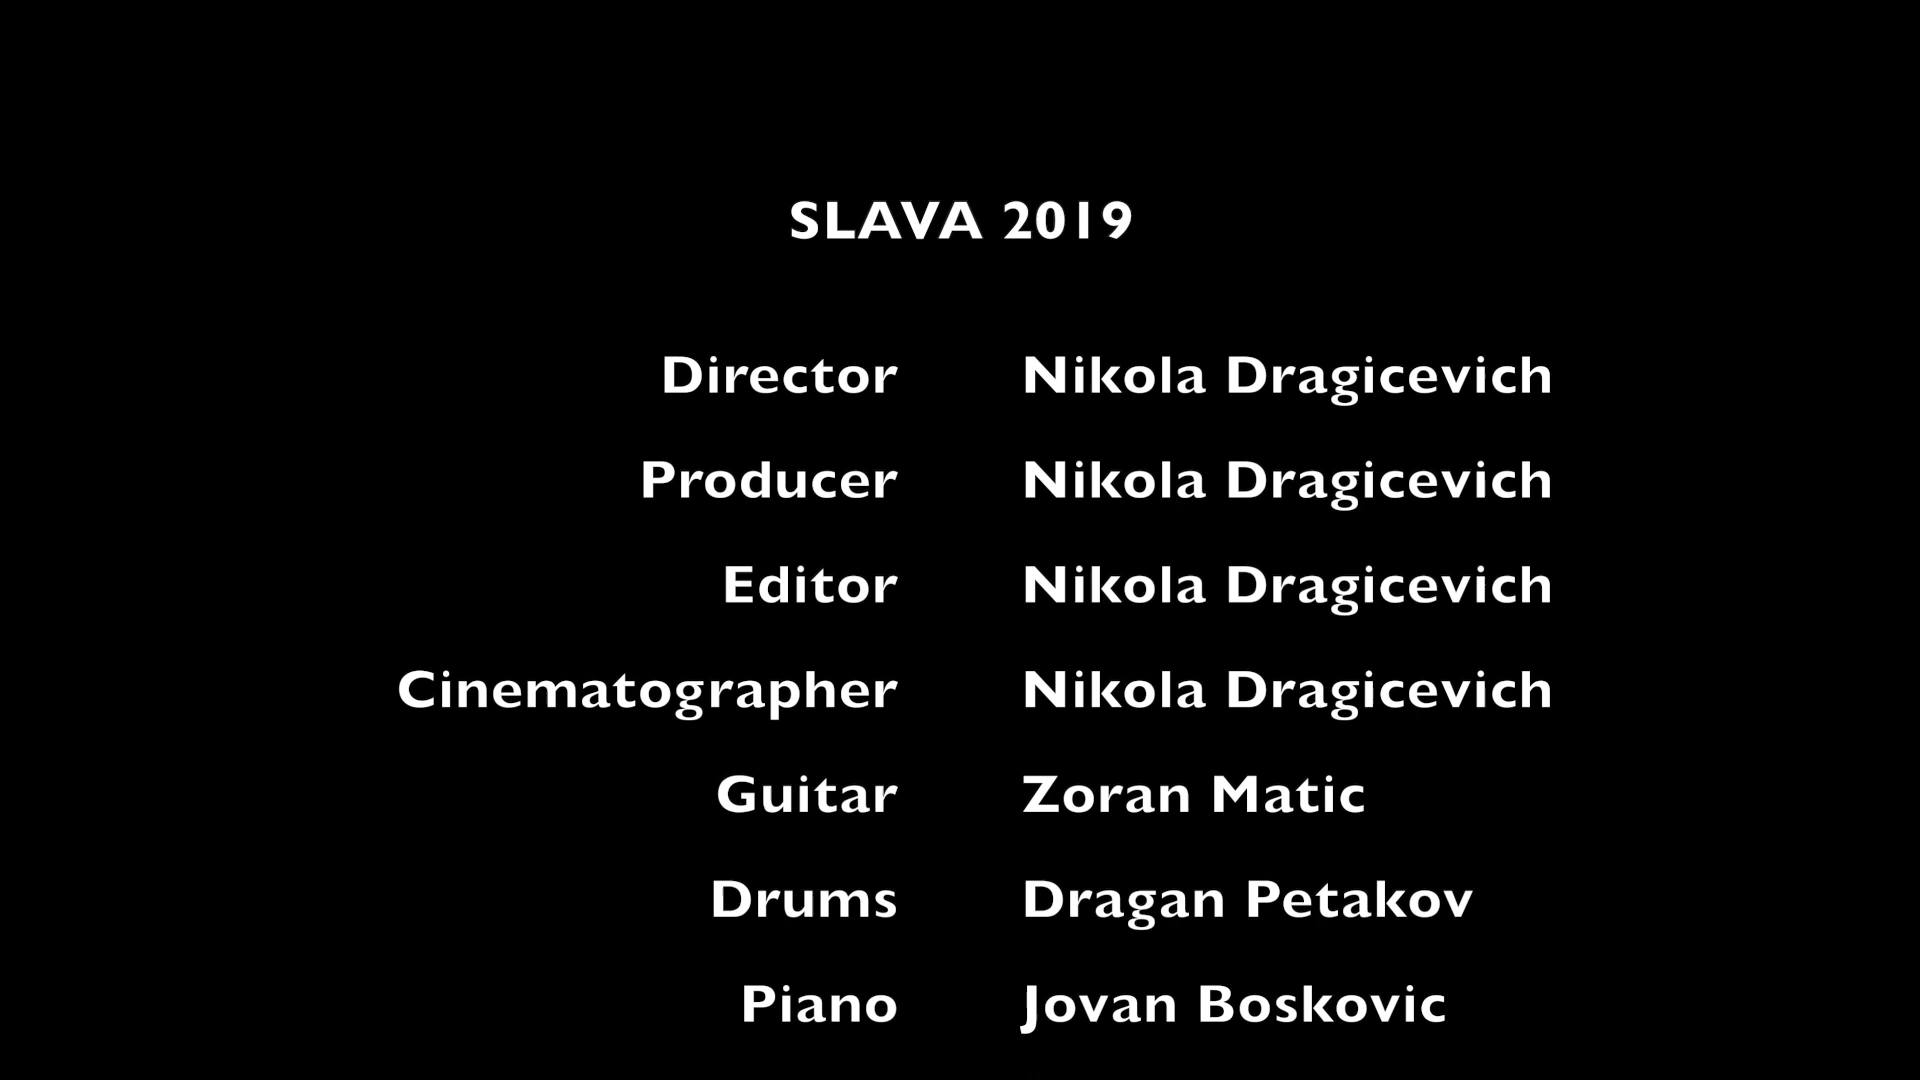 SLAVA 2019
Director Nikola Dragicevich
Producer Nikola Dragicevich
Editor Nikola Dragicevich
Cinematographer Nikola Dragicevich
Guitar Zoran Matic
Drums Dragan Petakov
Piano Jovan Boskovic